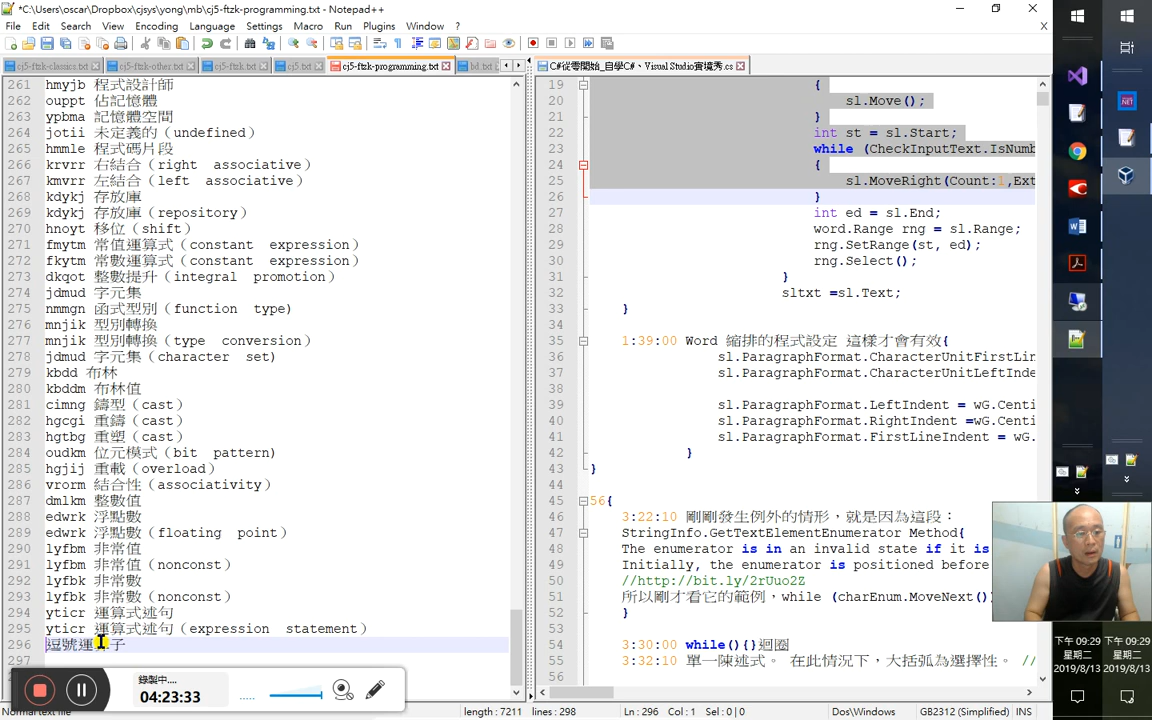 *C:\Users\oscar\Dropbox\cjsys\yong\mb\cj5-ftzk-programming.txt - Notepad++
File Edit Search View Encoding Language Settings Macro Run Plugins Window ?
cj5-ftzk-classics.txt cj5-ftzk-other.txt cj5-ftzk.txt cj5.txt cj5-ftzk-programming.txt bd.txt
C#從零開始_自學C#、Visual Studio實境秀.cs
261 hmyjb 程式設計師
262 ouppt 佔記憶體
263 ypbma 記憶體空間
264 jotii 未定義的(undefined)
265 hmmle 程式碼片段
266 krvrr 右結合(right associative)
267 kmvrr 左結合(left associative)
268 kdykj 存放庫
269 kdykj 存放庫(repository)
270 hnoyt 移位(shift)
271 fmytm 常值運算式(constant expression)
272 fkytm 常數運算式(constant expression)
273 dkqot 整數提升(integral promotion)
274 jdmud 字元集
275 nmmgn 函式型別(function type)
276 mnjik 型別轉換
277 mnjik 型別轉換(type conversion)
278 jdmud 字元集(character set)
279 kbdd 布林
280 kbddm 布林值
281 cimng 鑄型(cast)
282 hgcgi 重鑄(cast)
283 hgtbg 重塑(cast)
284 oudkm 位元模式(bit pattern)
285 hgjij 重載(overload)
286 vrorm 結合性(associativity)
287 dmlkm 整數值
288 edwrk 浮點數
289 edwrk 浮點數(floating point)
290 lyfbm 非常值
291 lyfbm 非常值(nonconst)
292 lyfbk 非常數
293 lyfbk 非常數(nonconst)
294 yticr 運算式述句
295 yticr 運算式述句(expression statement)
296 逗號運算子
297
19 {
20 sl.Move();
21 }
22 int st = sl.Start;
23 while (CheckInputText.IsNumb
24 {
25 sl.MoveRight(Count:1,Ext
26 }
27 int ed = sl.End;
28 word.Range rng = sl.Range;
29 rng.SetRange(st, ed);
30 rng.Select();
31 }
32 sltxt =sl.Text;
33 }
34
35 1:39:00 Word 縮排的程式設定 這樣才會有效{
36 sl.ParagraphFormat.CharacterUnitFirstLin
37 sl.ParagraphFormat.CharacterUnitLeftInde
38
39 sl.ParagraphFormat.LeftIndent = wG.Centi
40 sl.ParagraphFormat.RightIndent =wG.Centi
41 sl.ParagraphFormat.FirstLineIndent = wG.
42 }
43 }
44
45 56{
46 3:22:10 剛剛發生例外的情形，就是因為這段：
47 StringInfo.GetTextElementEnumerator Method{
48 The enumerator is in an invalid state if it is
49 Initially, the enumerator is positioned before
50 //http://bit.ly/2rUuo2Z
51 所以剛才看它的範例，while (charEnum.MoveNext())
52 }
53
54 3:30:00 while(){}迴圈
55 3:32:10 單一陳述式。 在此情況下，大括弧為選擇性。 //
56
錄製中....
04:23:33
Normal text file length : 7211 lines : 298 Ln : 296 Col : 1 Sel : 0 | 0 Dos\Windows GB2312 (Simplified) INS
下午 09:29
星期二
2019/8/13
下午 09:29
星期二
2019/8/13